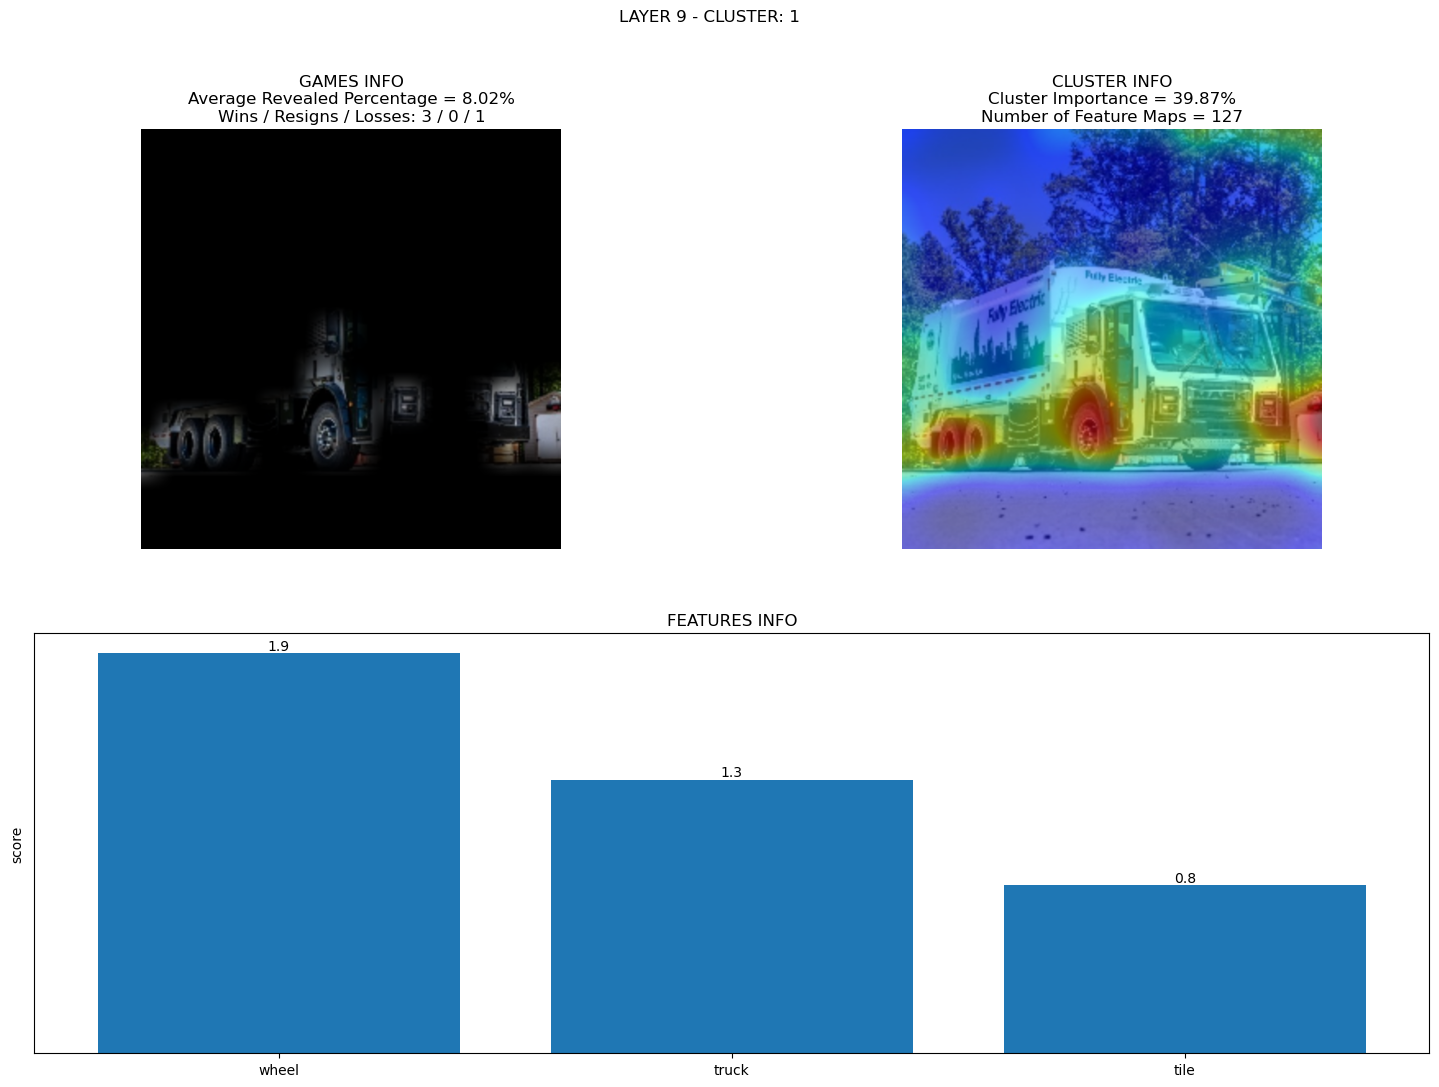 LAYER 9 - CLUSTER: 1
GAMES INFO
Average Revealed Percentage = 8.02%
Wins / Resigns / Losses: 3 / 0 / 1
CLUSTER INFO
Cluster Importance = 39.87%
Number of Feature Maps = 127
Fully Electric
Fully Electric
FEATURES INFO
score
1.9
1.3
0.8
wheel
truck
tile